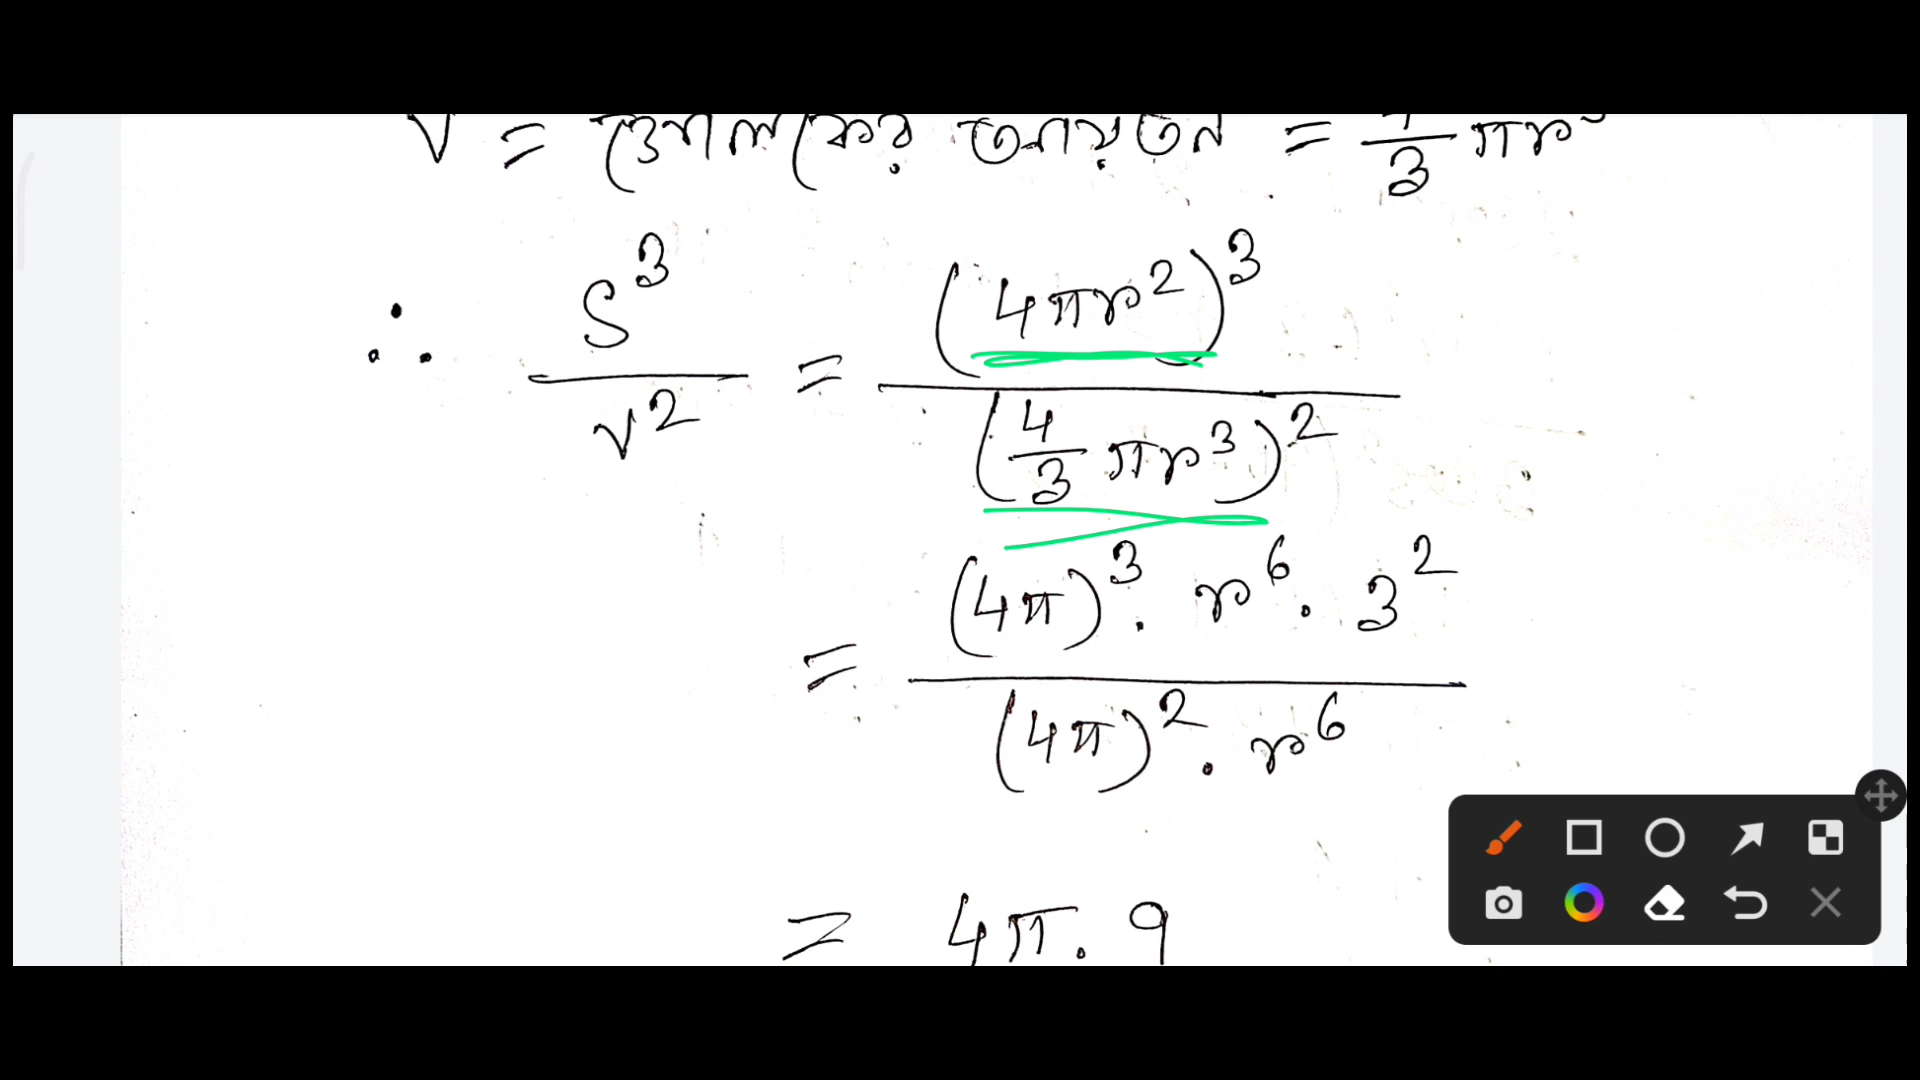 V = গোলকের আয়তন = 4/3 πr³
∴ S³/V² = (4πr²)³ / (4/3 πr³)²
= (4π)³ . r⁶ . 3² / (4π)² . r⁶
= 4π . 9